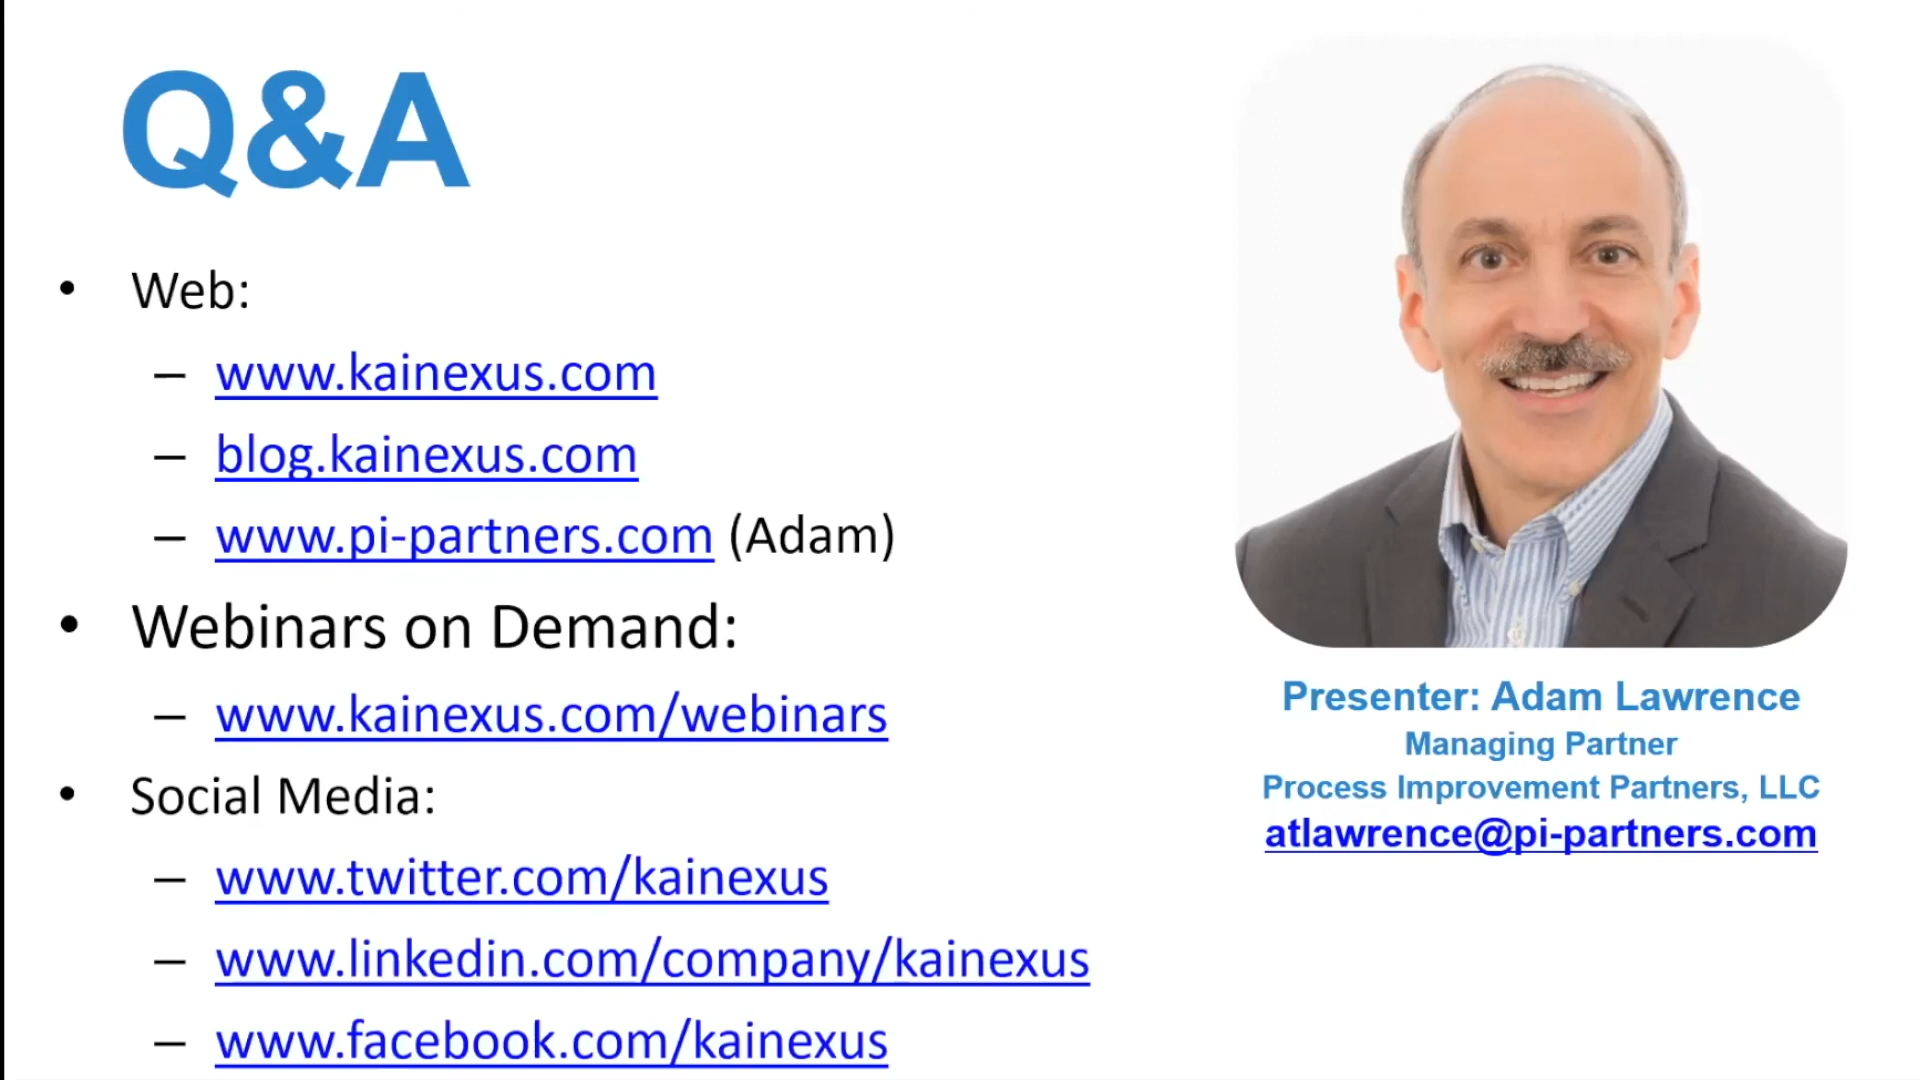 Q&A
• Web:
– www.kainexus.com
– blog.kainexus.com
– www.pi-partners.com (Adam)
• Webinars on Demand:
– www.kainexus.com/webinars
• Social Media:
– www.twitter.com/kainexus
– www.linkedin.com/company/kainexus
– www.facebook.com/kainexus
Presenter: Adam Lawrence
Managing Partner
Process Improvement Partners, LLC
atlawrence@pi-partners.com